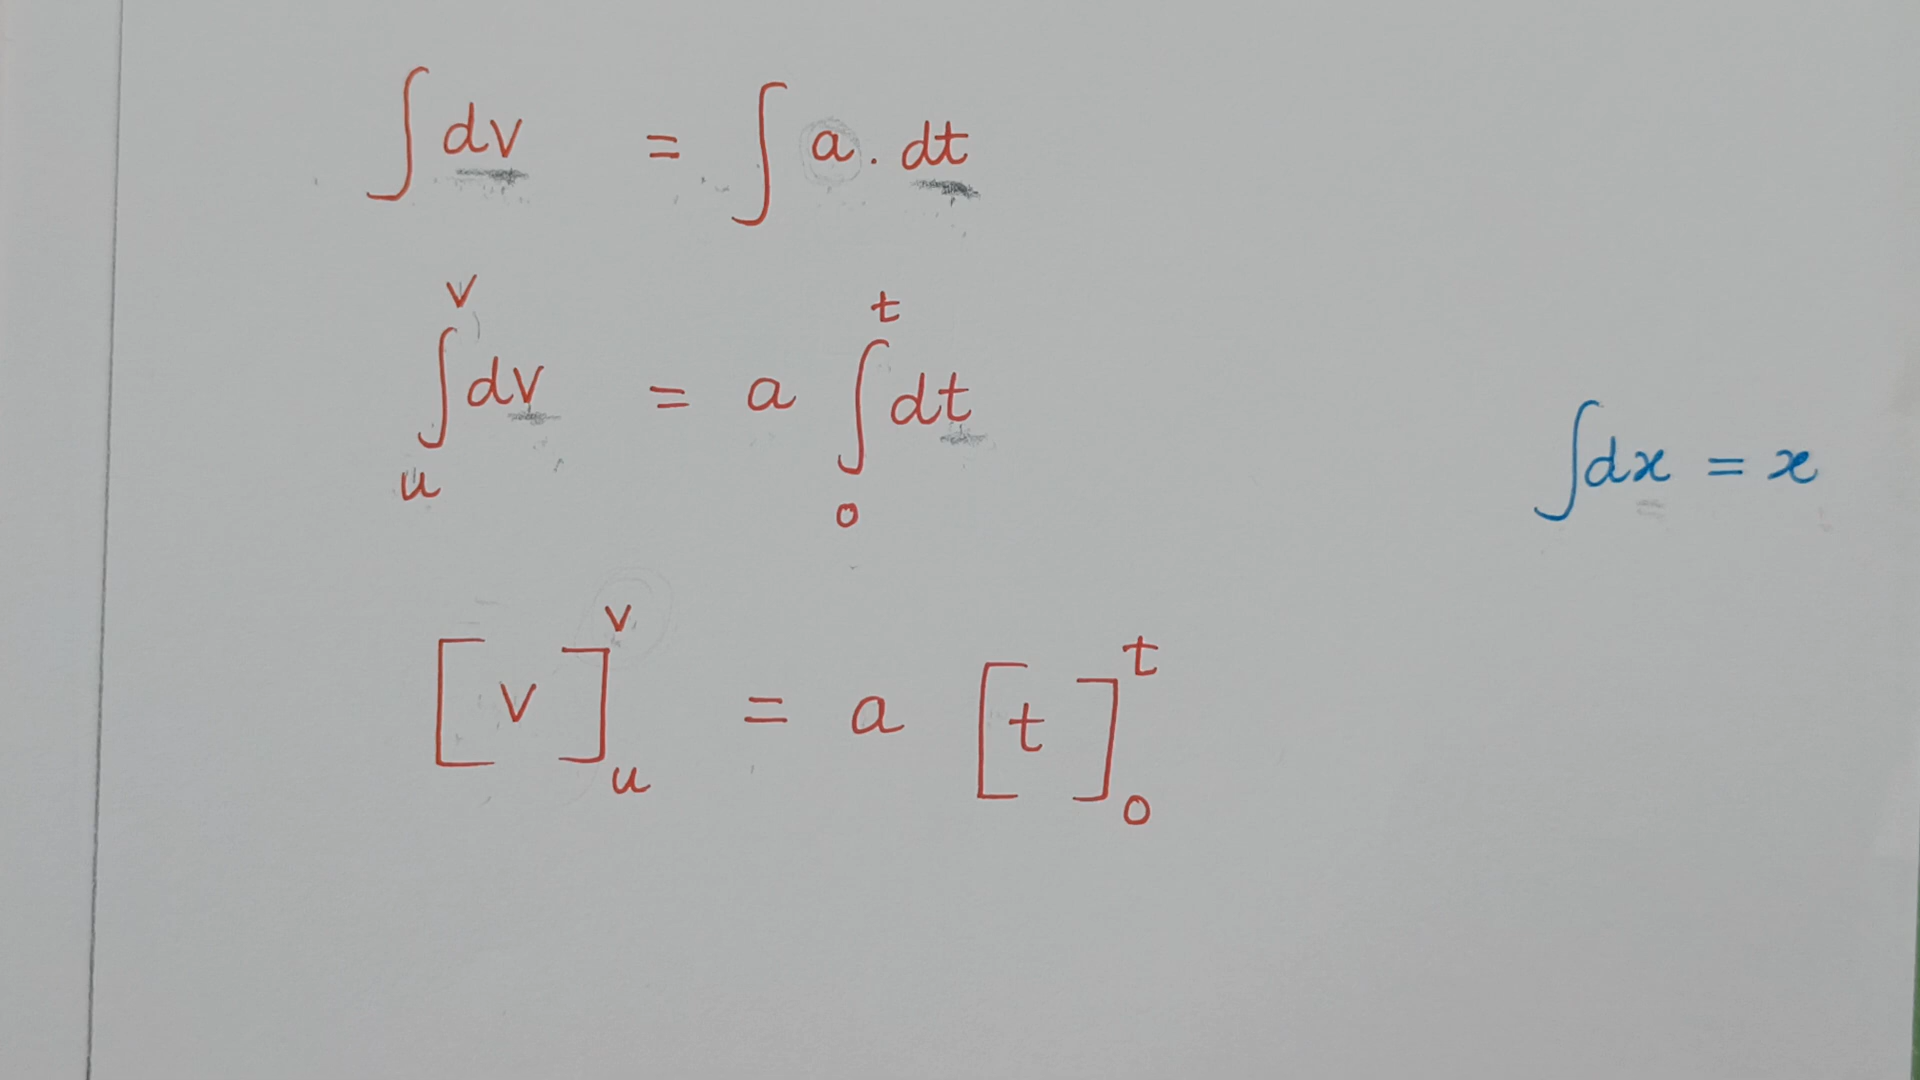 ∫dv = ∫a. dt
∫ᵤᵛ dv = a ∫₀ᵗ dt
∫dx = x
[v]ᵤᵛ = a [t]₀ᵗ